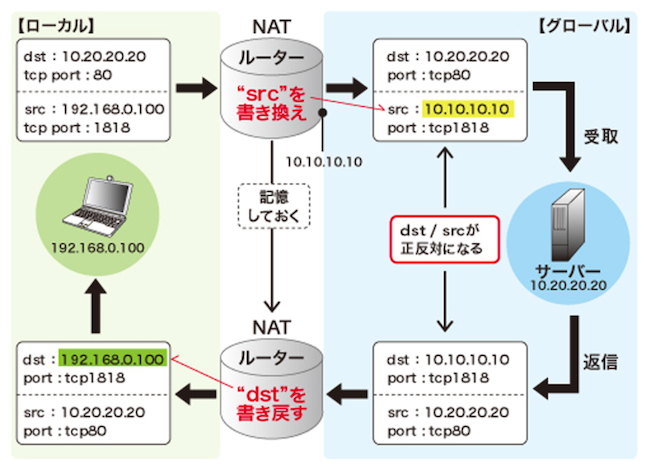 【ローカル】
NAT
【グローバル】
dst：10.20.20.20
tcp port：80
src：192.168.0.100
tcp port：1818
ルーター
“src”を
書き換え
10.10.10.10
dst：10.20.20.20
port：tcp80
src：10.10.10.10
port：tcp1818
受取
192.168.0.100
記憶
しておく
dst / srcが
正反対になる
サーバー
10.20.20.20
返信
dst：192.168.0.100
port：tcp1818
src：10.20.20.20
port：tcp80
NAT
ルーター
“dst”を
書き戻す
dst：10.10.10.10
port：tcp1818
src：10.20.20.20
port：tcp80